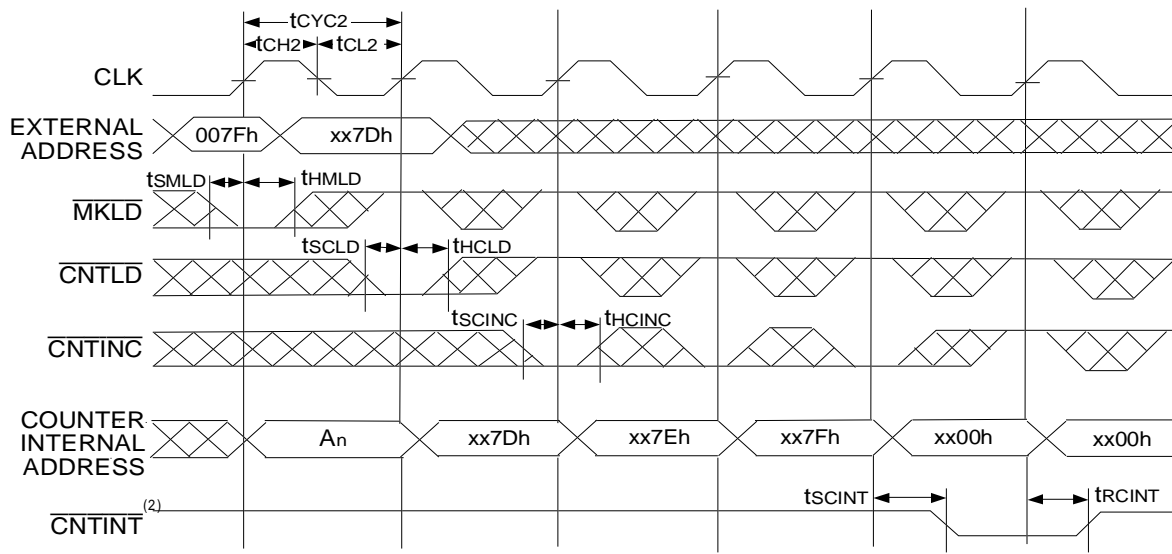 tCYC2
tCH2 tCL2
CLK
EXTERNAL
ADDRESS
007Fh xx7Dh
tSMLD tHMLD
MKLD
tSCLD tHCLD
CNTLD
tSCINC tHCINC
CNTINC
COUNTER
INTERNAL
ADDRESS
An xx7Dh xx7Eh xx7Fh xx00h xx00h
tSCINT tRCINT
CNTINT (2)